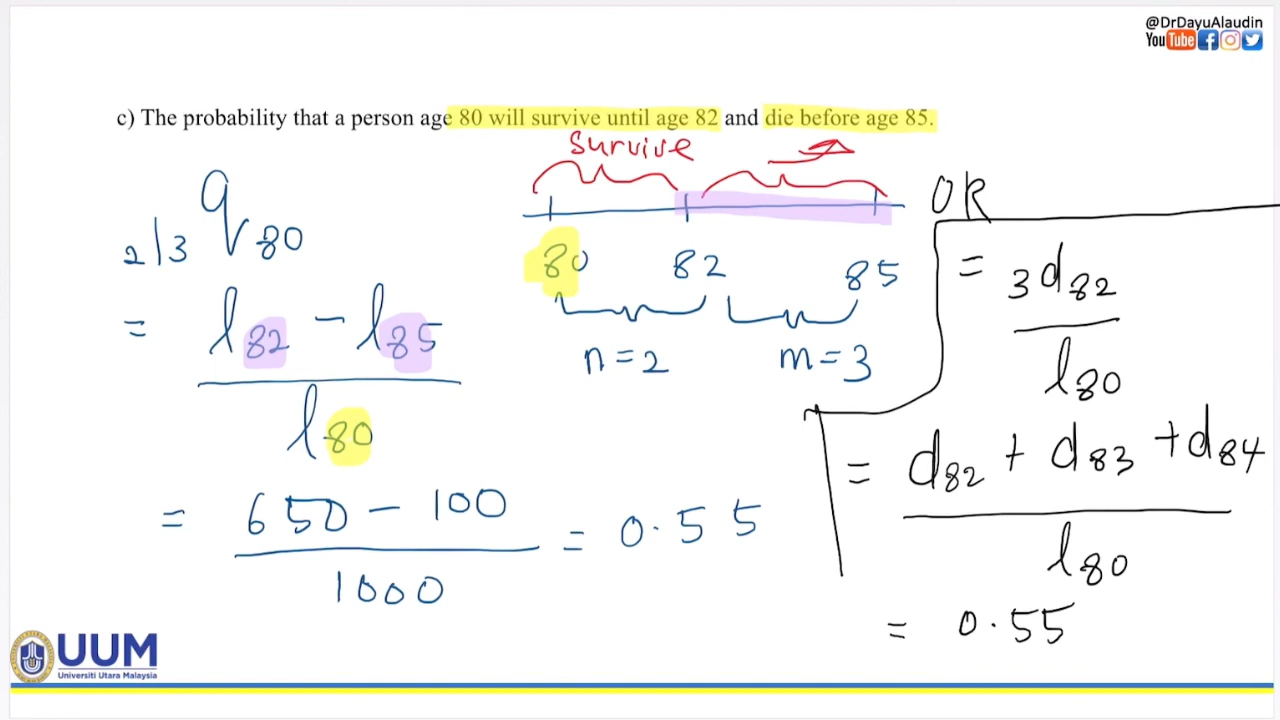 @DrDayuAlaudin
YouTube
c) The probability that a person age 80 will survive until age 82 and die before age 85.
survive
2|3 q 80
80 82 85
n=2 m=3
= l82 - l85
l80
= 650 - 100
1000
= 0.55
OR
= 3d82
l80
= d82 + d83 + d84
l80
= 0.55
UUM
Universiti Utara Malaysia